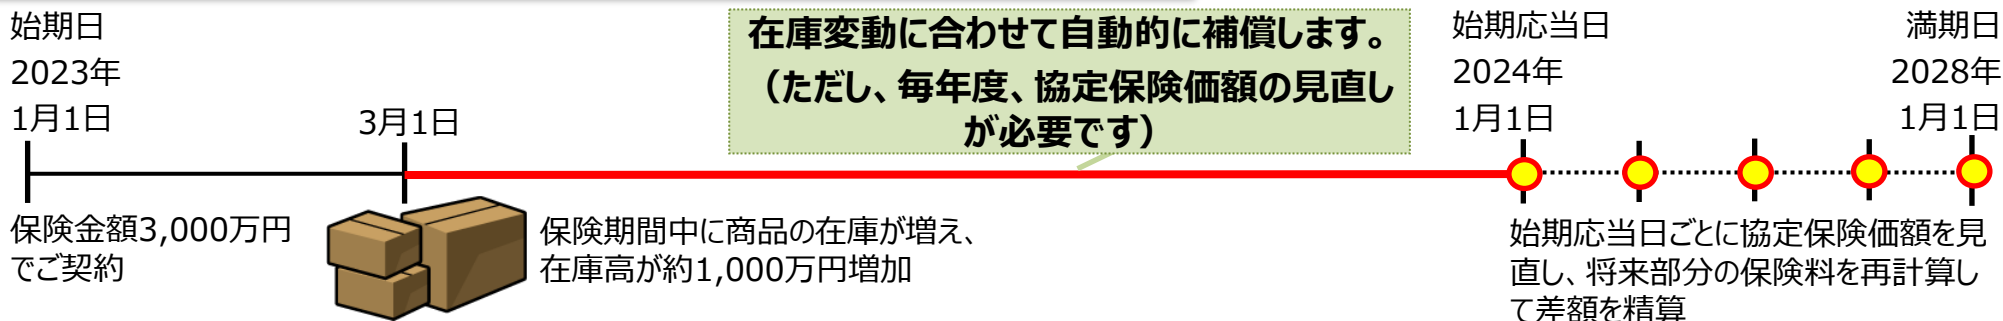 始期日
2023年
1月1日
3月1日
在庫変動に合わせて自動的に補償します。
（ただし、毎年度、協定保険価額の見直し
が必要です）
始期応当日
2024年
1月1日
満期日
2028年
1月1日
保険金額3,000万円
でご契約
保険期間中に商品の在庫が増え、
在庫高が約1,000万円増加
始期応当日ごとに協定保険価額を見
直し、将来部分の保険料を再計算し
て差額を精算